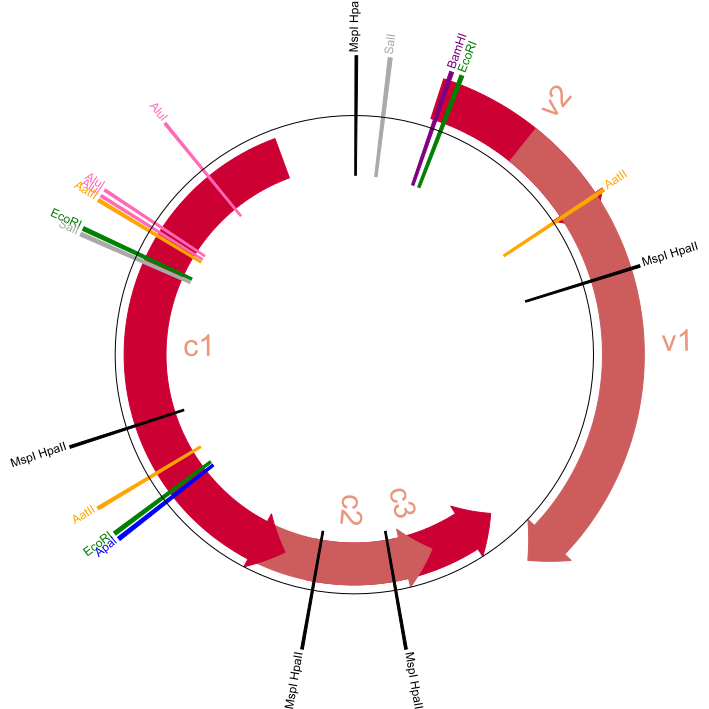 MspI HpaII
SalI
BamHI
EcoRI
v2
AatII
MspI HpaII
v1
MspI HpaII
MspI HpaII
c3
c2
ApaI
EcoRI
AatII
MspI HpaII
c1
SalI
EcoRI
AatII
AluI
AluI
AluI